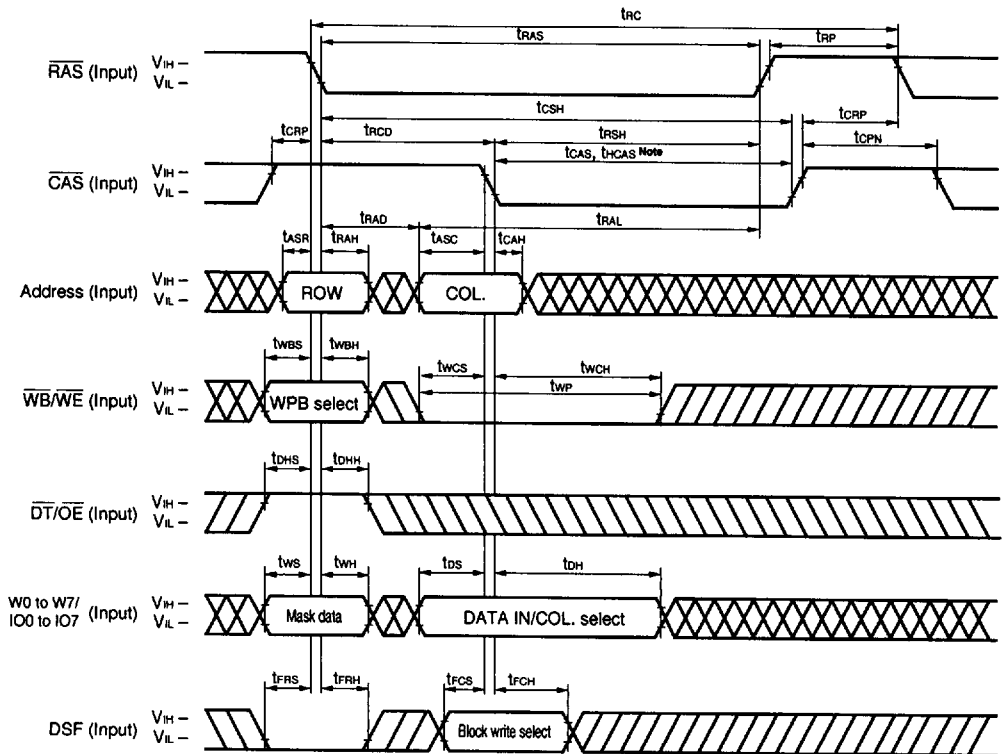 tRC
tRAS tRP
RAS (Input) VIH – VIL –
tCSH
tCRP tRCD tRSH tCRP
tCAS, tHCAS Note tCPN
CAS (Input) VIH – VIL –
tRAD tRAL
tASR tRAH tASC tCAH
Address (Input) VIH – VIL – ROW COL.
tWBS tWBH tWCS tWCH
tWP
WB/WE (Input) VIH – VIL – WPB select
tDHS tDHH
DT/OE (Input) VIH – VIL –
tWS tWH tDS tDH
W0 to W7/ IO0 to IO7 (Input) VIH – VIL – Mask data DATA IN/COL. select
tFRS tFRH tFCS tFCH
DSF (Input) VIH – VIL – Block write select